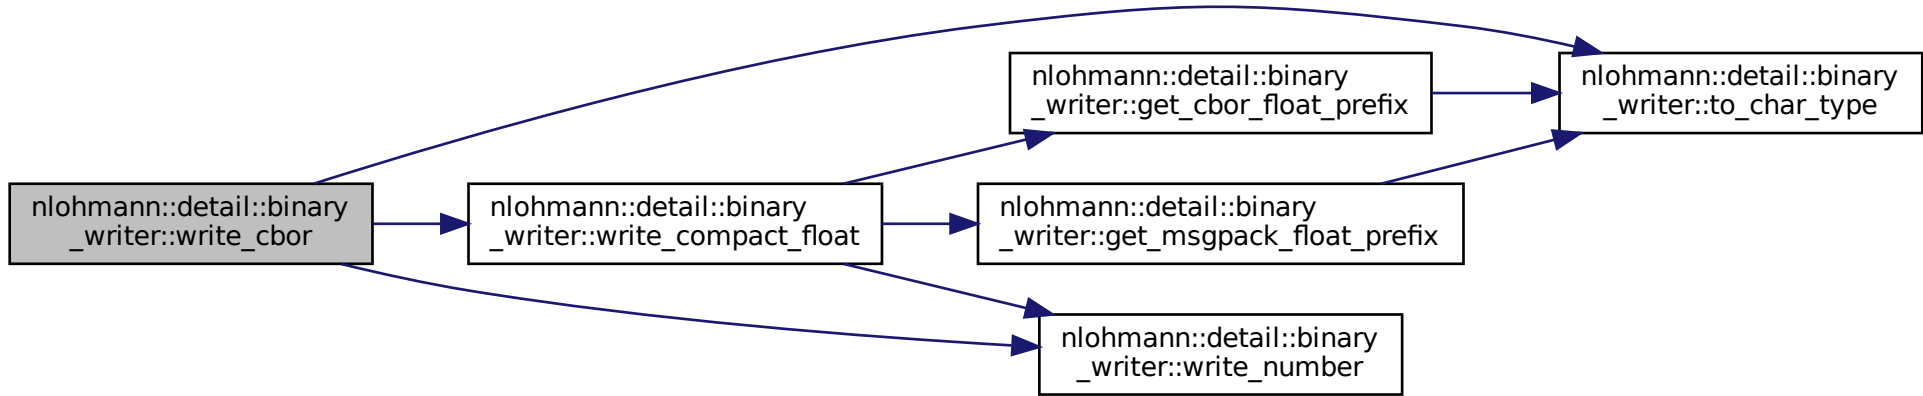 nlohmann::detail::binary
_writer::write_cbor
nlohmann::detail::binary
_writer::write_compact_float
nlohmann::detail::binary
_writer::get_cbor_float_prefix
nlohmann::detail::binary
_writer::to_char_type
nlohmann::detail::binary
_writer::get_msgpack_float_prefix
nlohmann::detail::binary
_writer::write_number